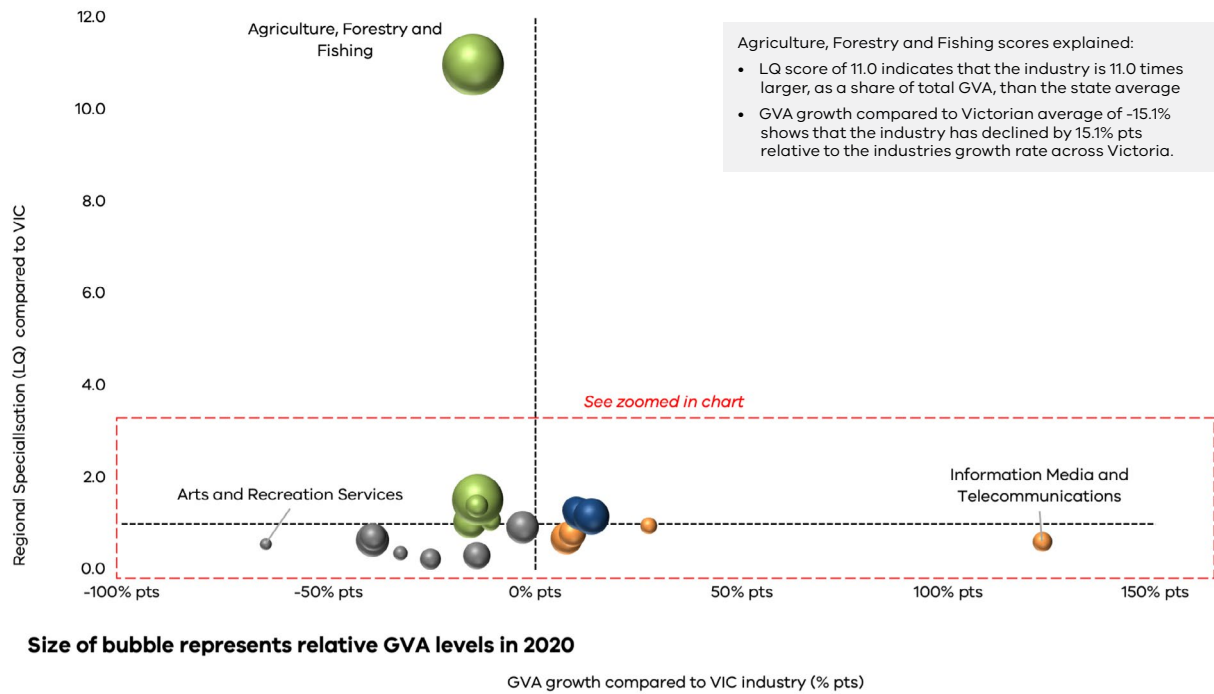 12.0
Agriculture, Forestry and
Fishing
Agriculture, Forestry and Fishing scores explained:
• LQ score of 11.0 indicates that the industry is 11.0 times
larger, as a share of total GVA, than the state average
• GVA growth compared to Victorian average of -15.1%
shows that the industry has declined by 15.1% pts
relative to the industries growth rate across Victoria.
10.0
8.0
Regional Specialisation (LQ) compared to VIC
6.0
4.0
See zoomed in chart
2.0
Arts and Recreation Services
Information Media and
Telecommunications
0.0
-100% pts
-50% pts
0% pts
50% pts
100% pts
150% pts
Size of bubble represents relative GVA levels in 2020
GVA growth compared to VIC industry (% pts)